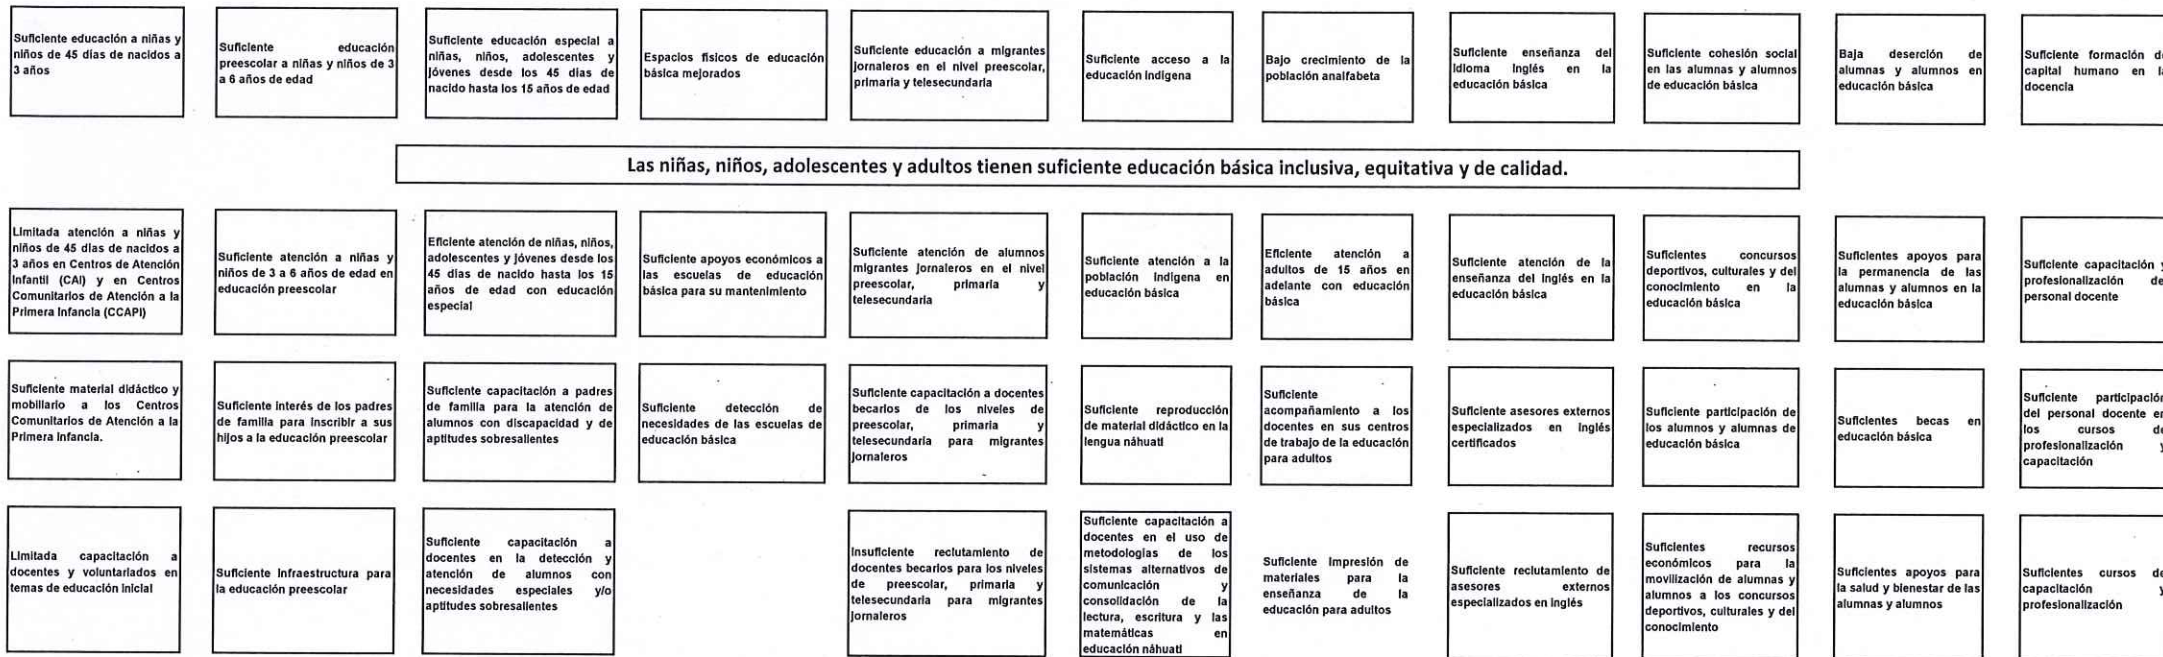 Suficiente educación a niñas y
niños de 45 días de nacidos a
3 años
Suficiente educación
preescolar a niñas y niños de 3
a 6 años de edad
Suficiente educación especial a
niñas, niños, adolescentes y
jóvenes desde los 45 días de
nacido hasta los 15 años de edad
Espacios físicos de educación
básica mejorados
Suficiente educación a migrantes
jornaleros en el nivel preescolar,
primaria y telesecundaria
Suficiente acceso a la
educación indígena
Bajo crecimiento de la
población analfabeta
Suficiente enseñanza del
idioma inglés en la
educación básica
Suficiente cohesión social
en las alumnas y alumnos
de educación básica
Baja deserción de
alumnas y alumnos en
educación básica
Suficiente formación de
capital humano en la
docencia
Las niñas, niños, adolescentes y adultos tienen suficiente educación básica inclusiva, equitativa y de calidad.
Limitada atención a niñas y
niños de 45 días de nacidos a
3 años en Centros de Atención
Infantil (CAI) y en Centros
Comunitarios de Atención a la
Primera Infancia (CCAPI)
Suficiente atención a niñas y
niños de 3 a 6 años de edad en
educación preescolar
Eficiente atención de niñas, niños,
adolescentes y jóvenes desde los
45 días de nacido hasta los 15
años de edad con educación
especial
Suficiente apoyos económicos a
las escuelas de educación
básica para su mantenimiento
Suficiente atención de alumnos
migrantes jornaleros en el nivel
preescolar, primaria y
telesecundaria
Suficiente atención a la
población indígena en
educación básica
Eficiente atención a
adultos de 15 años en
adelante con educación
básica
Suficiente atención de la
enseñanza del inglés en la
educación básica
Suficientes concursos
deportivos, culturales y del
conocimiento en la
educación básica
Suficientes apoyos para
la permanencia de las
alumnas y alumnos en la
educación básica
Suficiente capacitación y
profesionalización de
personal docente
Suficiente material didáctico y
mobiliario a los Centros
Comunitarios de Atención a la
Primera Infancia.
Suficiente interés de los padres
de familia para inscribir a sus
hijos a la educación preescolar
Suficiente capacitación a padres
de familia para la atención de
alumnos con discapacidad y de
aptitudes sobresalientes
Suficiente detección de
necesidades de las escuelas de
educación básica
Suficiente capacitación a docentes
becarios de los niveles de
preescolar, primaria y
telesecundaria para migrantes
jornaleros
Suficiente reproducción
de material didáctico en la
lengua náhuatl
Suficiente
acompañamiento a los
docentes en sus centros
de trabajo de la educación
para adultos
Suficiente asesores externos
especializados en inglés
certificados
Suficiente participación de
los alumnos y alumnas de
educación básica
Suficientes becas en
educación básica
Suficiente participación
del personal docente en
los cursos de
profesionalización y
capacitación
Limitada capacitación a
docentes y voluntariados en
temas de educación inicial
Suficiente infraestructura para
la educación preescolar
Suficiente capacitación a
docentes en la detección y
atención de alumnos con
necesidades especiales y/o
aptitudes sobresalientes
Insuficiente reclutamiento de
docentes becarios para los niveles
de preescolar, primaria y
telesecundaria para migrantes
jornaleros
Suficiente capacitación a
docentes en el uso de
metodologías de los
sistemas alternativos de
comunicación y
consolidación de la
lectura, escritura y las
matemáticas en
educación náhuatl
Suficiente impresión de
materiales para la
enseñanza de la
educación para adultos
Suficiente reclutamiento de
asesores externos
especializados en inglés
Suficientes recursos
económicos para la
movilización de alumnas y
alumnos a los concursos
deportivos, culturales y del
conocimiento
Suficientes apoyos para
la salud y bienestar de las
alumnas y alumnos
Suficientes cursos de
capacitación y
profesionalización